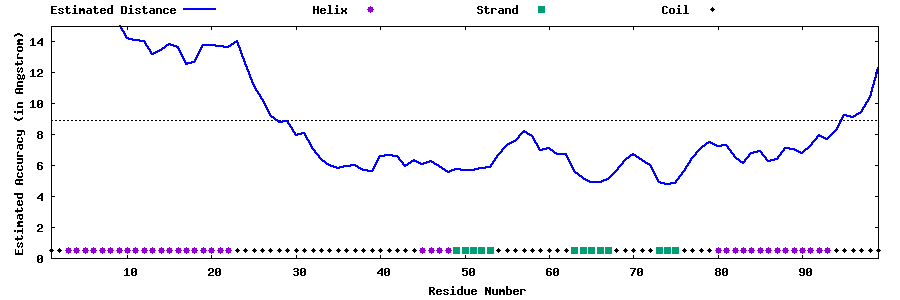 Estimated Distance Helix Strand Coil
Estimated Accuracy (in Angstrom)
14
12
10
8
6
4
2
0
10 20 30 40 50 60 70 80 90
Residue Number